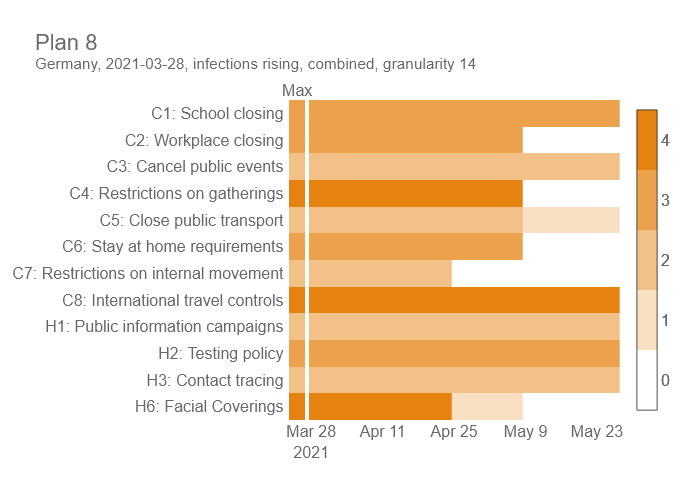 Plan 8
Germany, 2021-03-28, infections rising, combined, granularity 14
Max
C1: School closing
C2: Workplace closing
C3: Cancel public events
C4: Restrictions on gatherings
C5: Close public transport
C6: Stay at home requirements
C7: Restrictions on internal movement
C8: International travel controls
H1: Public information campaigns
H2: Testing policy
H3: Contact tracing
H6: Facial Coverings
4
3
2
1
0
Mar 28 Apr 11 Apr 25 May 9 May 23
2021